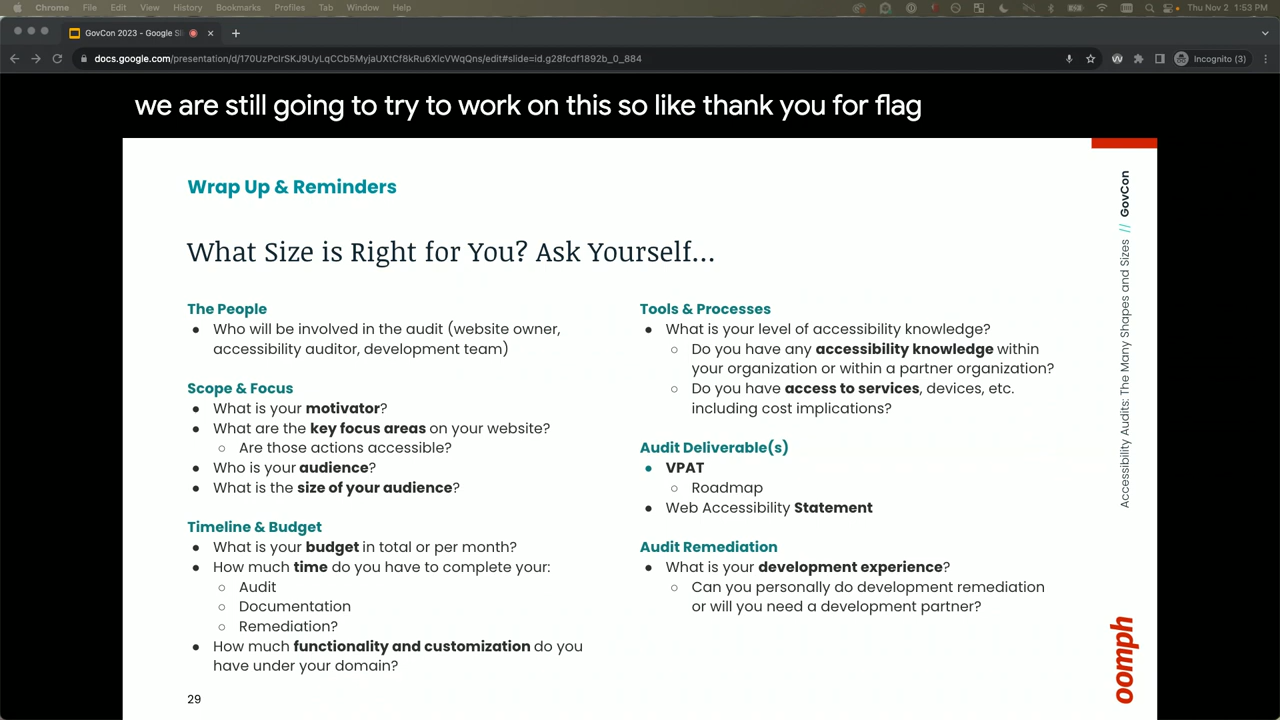 Chrome File Edit View History Bookmarks Profiles Tab Window Help Thu Nov 2 1:53 PM
GovCon 2023 - Google Sl
docs.google.com/presentation/d/170UzPclrSKJ9UyLqCCb5MyjaUXtCf8kRu6XlcVWqQns/edit#slide=id.g28fcdf1892b_0_884
Incognito (3)
we are still going to try to work on this so like thank you for flag
Wrap Up & Reminders
What Size is Right for You? Ask Yourself...
The People
● Who will be involved in the audit (website owner,
accessibility auditor, development team)
Scope & Focus
● What is your motivator?
● What are the key focus areas on your website?
○ Are those actions accessible?
● Who is your audience?
● What is the size of your audience?
Timeline & Budget
● What is your budget in total or per month?
● How much time do you have to complete your:
○ Audit
○ Documentation
○ Remediation?
● How much functionality and customization do you
have under your domain?
29
Tools & Processes
● What is your level of accessibility knowledge?
○ Do you have any accessibility knowledge within
your organization or within a partner organization?
○ Do you have access to services, devices, etc.
including cost implications?
Audit Deliverable(s)
● VPAT
○ Roadmap
● Web Accessibility Statement
Audit Remediation
● What is your development experience?
○ Can you personally do development remediation
or will you need a development partner?
Accessibility Audits: The Many Shapes and Sizes // GovCon
oomph